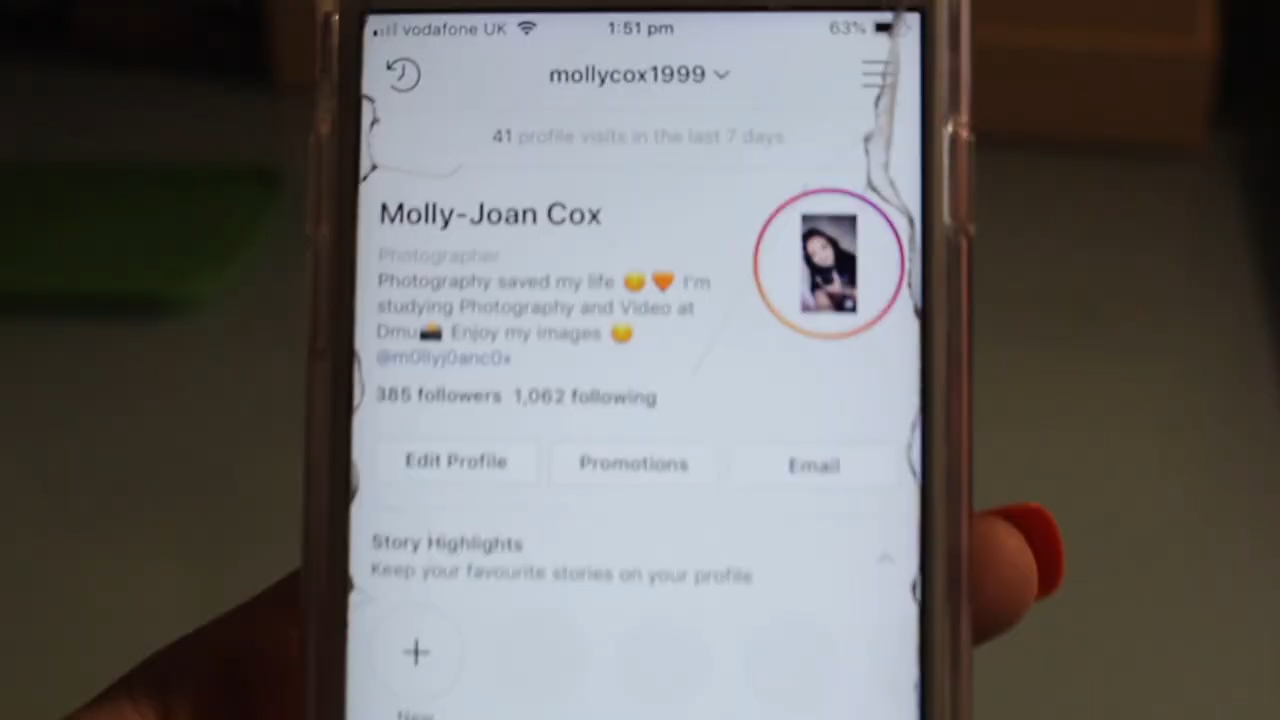 vodafone UK 1:51 pm 63%
mollycox1999
41 profile visits in the last 7 days
Molly-Joan Cox
Photographer
Photography saved my life 😊🧡 I'm
studying Photography and Video at
Dmu📸 Enjoy my images 😊
@m0llyj0anc0x
385 followers 1,062 following
Edit Profile Promotions Email
Story Highlights
Keep your favourite stories on your profile
+
New